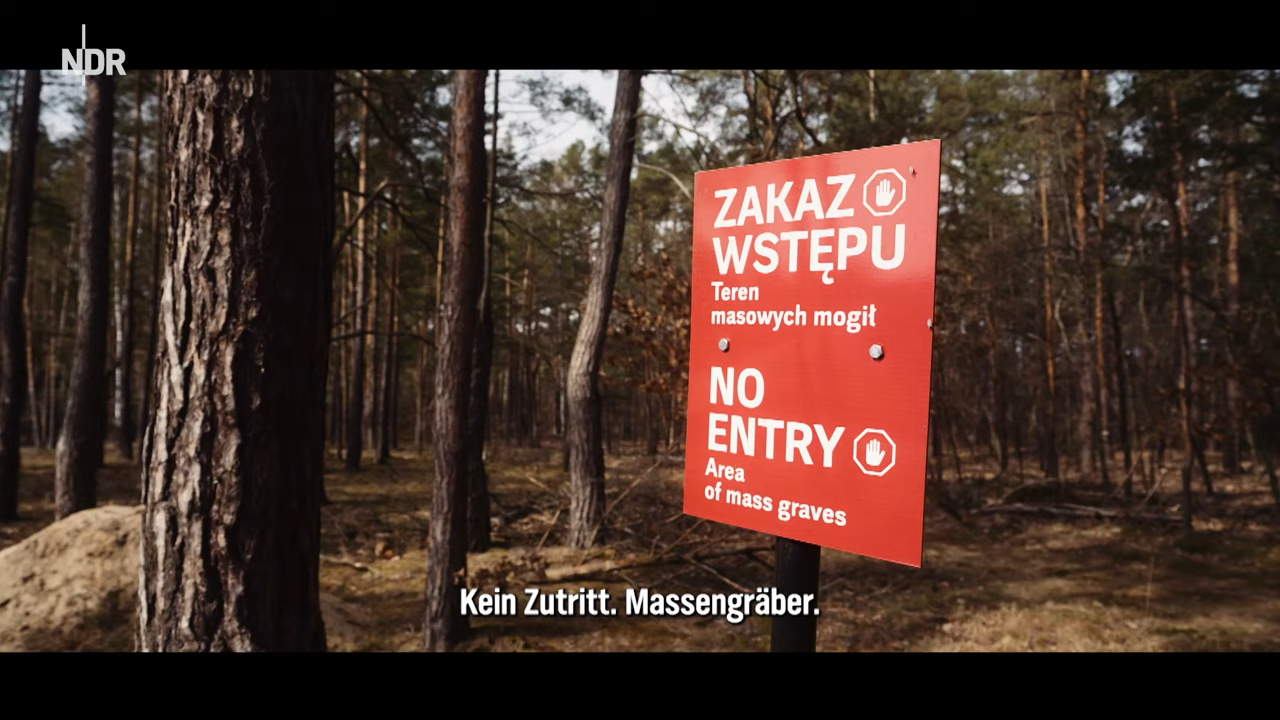 NDR
ZAKAZ
WSTĘPU
Teren
masowych mogił
NO
ENTRY
Area
of mass graves
Kein Zutritt. Massengräber.